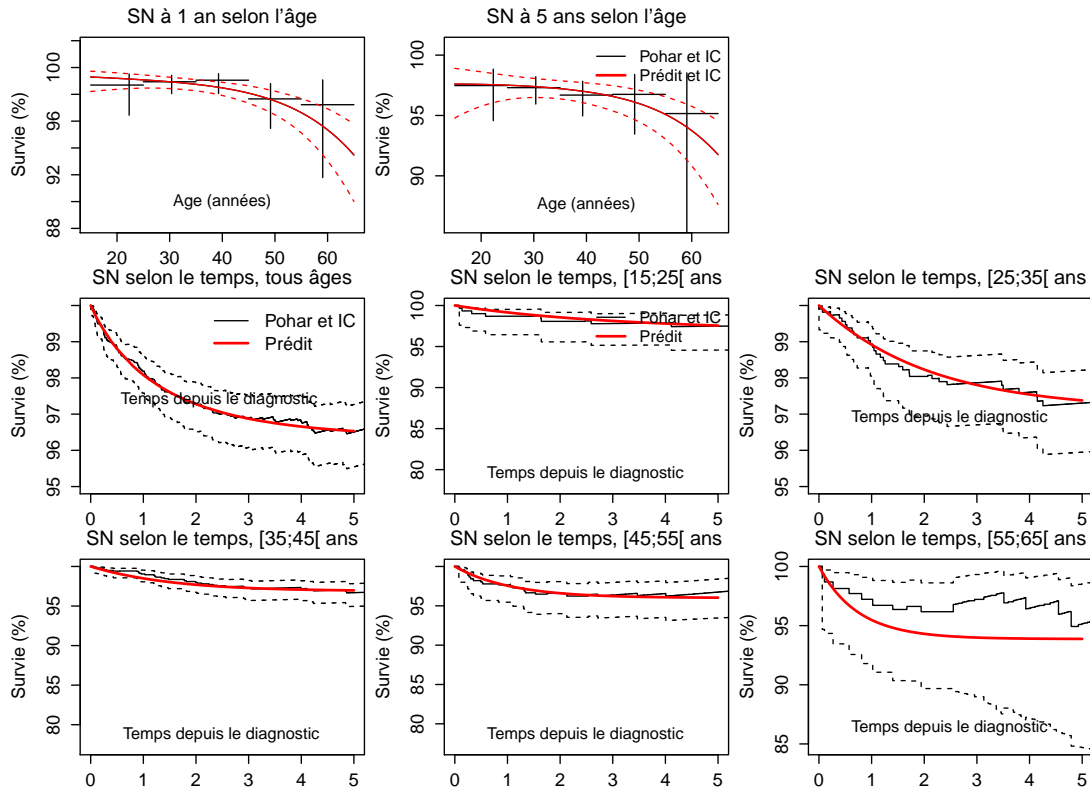 SN à 1 an selon l'âge
Survie (%)
88 92 96 100
Age (années)
20 30 40 50 60
SN à 5 ans selon l'âge
Pohar et IC
Prédit et IC
Survie (%)
90 95 100
Age (années)
20 30 40 50 60
SN selon le temps, tous âges
Pohar et IC
Prédit
Survie (%)
95 96 97 98 99
Temps depuis le diagnostic
0 1 2 3 4 5
SN selon le temps, [15;25[ ans
Pohar et IC
Prédit
Survie (%)
80 85 90 95 100
Temps depuis le diagnostic
0 1 2 3 4 5
SN selon le temps, [25;35[ ans
Survie (%)
95 96 97 98 99
Temps depuis le diagnostic
0 1 2 3 4 5
SN selon le temps, [35;45[ ans
Survie (%)
80 85 90 95
Temps depuis le diagnostic
0 1 2 3 4 5
SN selon le temps, [45;55[ ans
Survie (%)
80 85 90 95
Temps depuis le diagnostic
0 1 2 3 4 5
SN selon le temps, [55;65[ ans
Survie (%)
85 90 95 100
Temps depuis le diagnostic
0 1 2 3 4 5